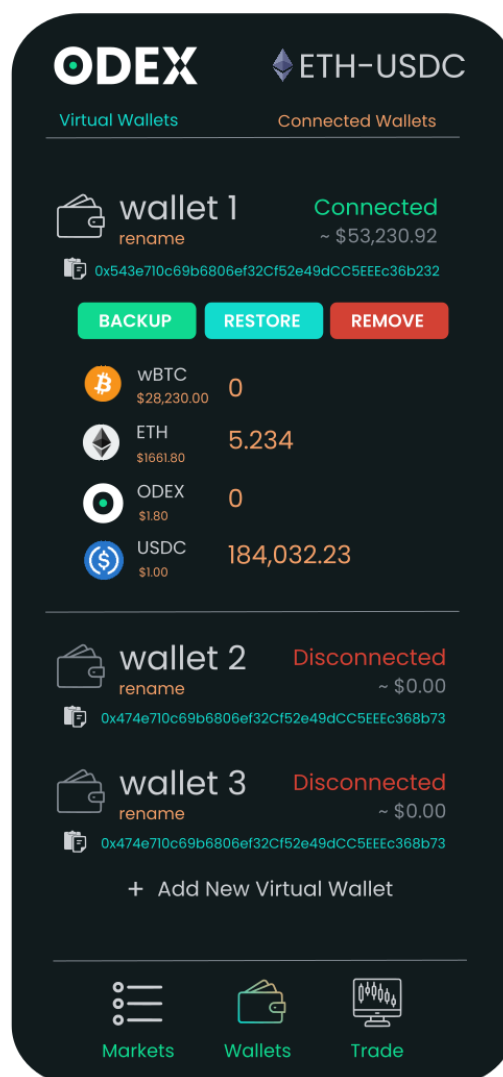 ODEX
ETH-USDC
Virtual Wallets
Connected Wallets
wallet 1
Connected
rename
~ $53,230.92
0x543e710c69b6806ef32Cf52e49dCC5EEEc36b232
BACKUP
RESTORE
REMOVE
wBTC
$28,230.00
0
ETH
$1661.80
5.234
ODEX
$1.80
0
USDC
$1.00
184,032.23
wallet 2
Disconnected
rename
~ $0.00
0x474e710c69b6806ef32Cf52e49dCC5EEEc368b73
wallet 3
Disconnected
rename
~ $0.00
0x474e710c69b6806ef32Cf52e49dCC5EEEc368b73
+ Add New Virtual Wallet
Markets
Wallets
Trade